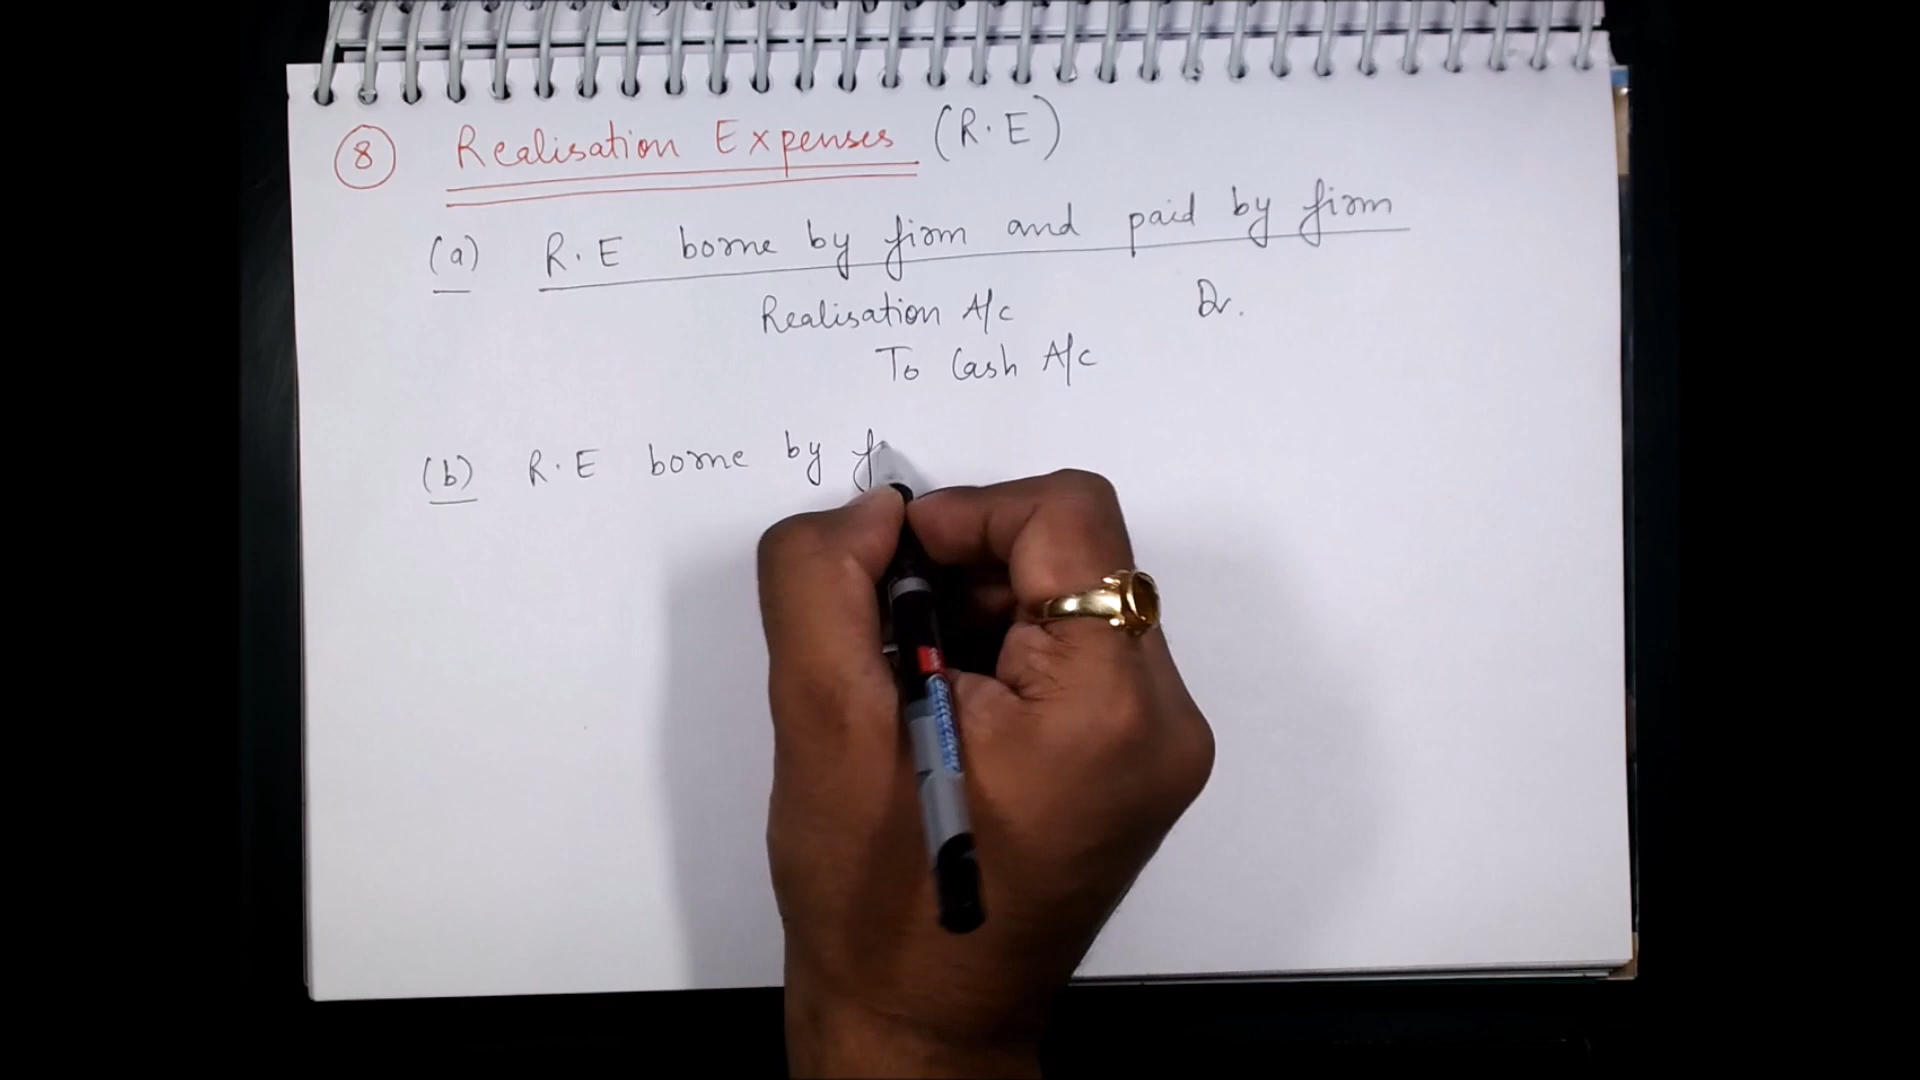 8 Realisation Expenses (R.E)
(a) R.E borne by firm and paid by firm
Realisation A/c Dr.
To Cash A/c
(b) R.E borne by f